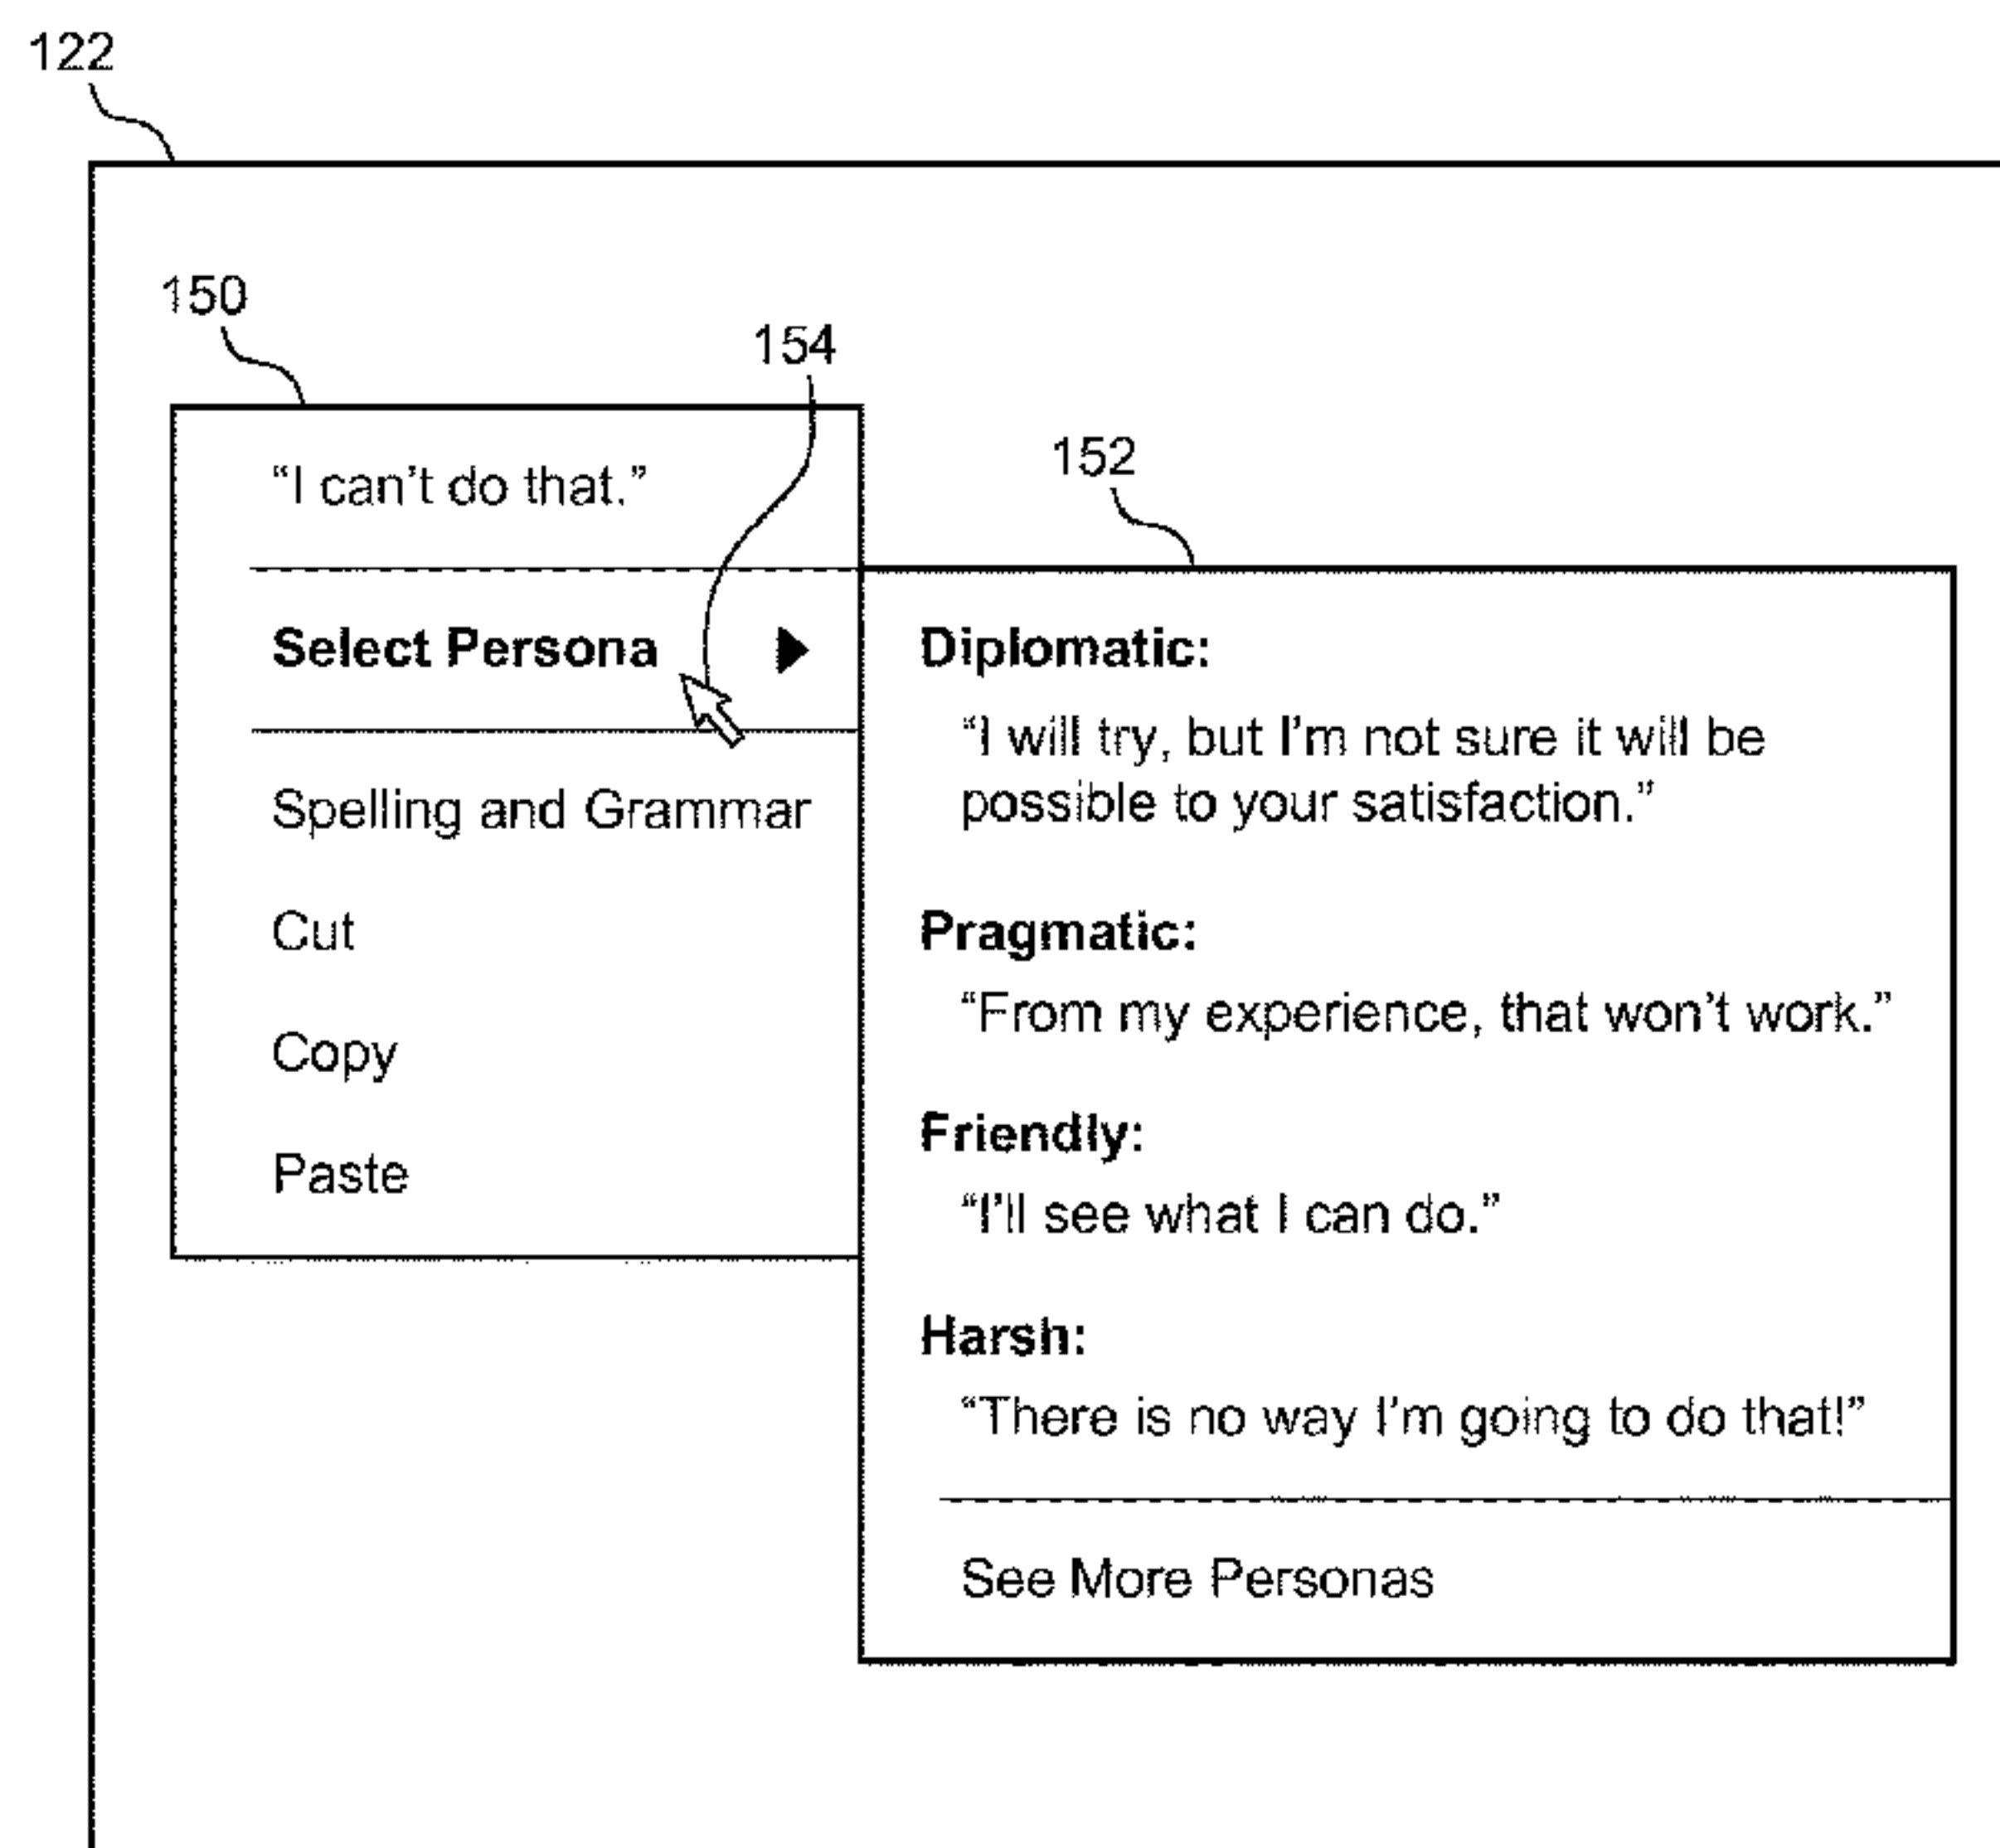 122
150
154
152
“I can’t do that.”
Select Persona
Spelling and Grammar
Cut
Copy
Paste
Diplomatic:
“I will try, but I’m not sure it will be
possible to your satisfaction.”
Pragmatic:
“From my experience, that won’t work.”
Friendly:
“I’ll see what I can do.”
Harsh:
“There is no way I’m going to do that!”
See More Personas